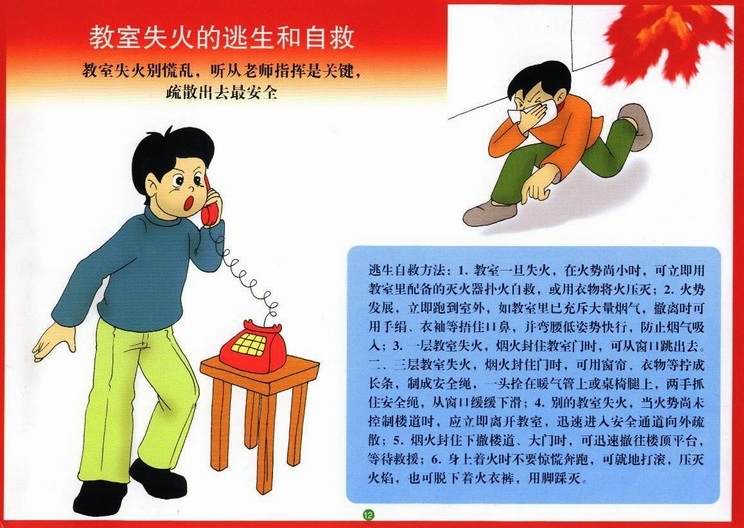 教室失火的逃生和自救
教室失火别慌乱，听从老师指挥是关键，
疏散出去最安全
逃生自救方法：1. 教室一旦失火，在火势尚小时，可立即用
教室里配备的灭火器扑火自救，或用衣物将火压灭；2. 火势
发展，立即跑到室外，如教室里已充斥大量烟气，撤离时可
用手绢、衣袖等捂住口鼻，并弯腰低姿势快行，防止烟气吸
入；3. 一层教室失火，烟火封住教室门时，可从窗口跳出去。
二、三层教室失火，烟火封住门时，可用窗帘、衣物等拧成
长条，制成安全绳，一头拴在暖气管上或桌椅腿上，两手抓
住安全绳，从窗口缓缓下滑；4. 别的教室失火，当火势尚未
控制楼道时，应立即离开教室，迅速进入安全通道向外疏
散；5. 烟火封住下撤楼道、大门时，可迅速撤往楼顶平台，
等待救援；6. 身上着火时不要惊慌奔跑，可就地打滚，压灭
火焰，也可脱下着火衣裤，用脚踩灭。
12